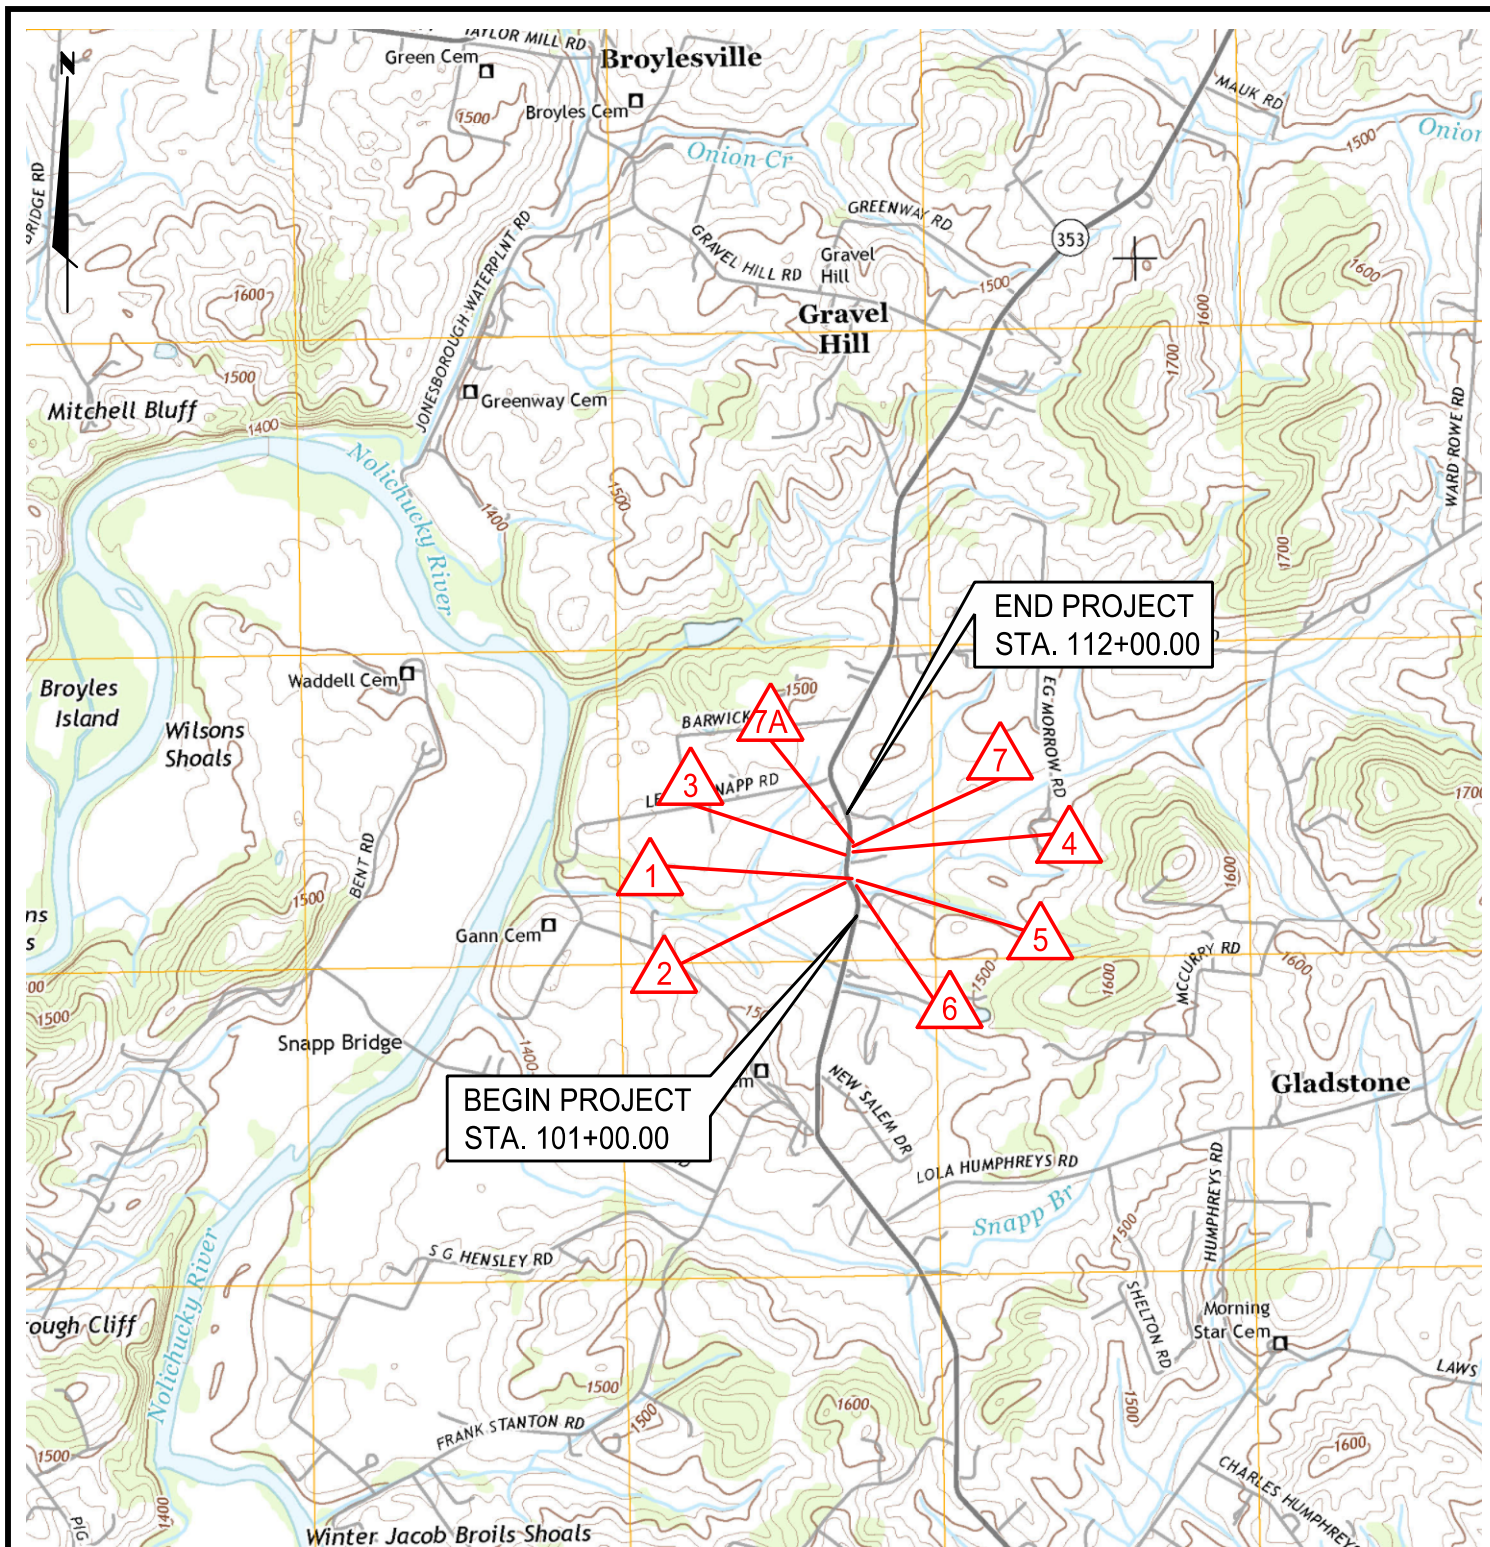 TAYLOR MILL RD
Green Cem
Broylesville
N
Broyles Cem
1500
MAUK RD
Onion Cr
1500
Onion
BRIDGE RD
GREENWAY RD
353
GRAVEL HILL RD
Gravel
Hill
1500
1600
JONESBOROUGH WATERPLNT RD
1600
1600
Gravel
Hill
1700
1500
Greenway Cem
Mitchell Bluff
1400
WARD ROWE RD
Nolichucky River
1500
1400
1700
END PROJECT
STA. 112+00.00
Waddell Cem
Broyles
Island
1500
BARWICK
7A
EG MORROW RD
Wilsons
Shoals
7
3
SNAPP RD
1700
4
BENT RD
1
1600
1500
Gann Cem
5
MCCURRY RD
2
1500
1600
1600
6
1500
Snapp Bridge
1400
Gladstone
BEGIN PROJECT
STA. 101+00.00
NEW SALEM DR
LOLA HUMPHREYS RD
HUMPHREYS RD
Snapp Br
1500
S G HENSLEY RD
Nolichucky River
SHELTON RD
Morning
Star Cem
ough Cliff
LAWS
1500
1500
1600
1500
FRANK STANTON RD
1600
1500
1400
CHARLES HUMPHREYS
PIG
Winter Jacob Broils Shoals